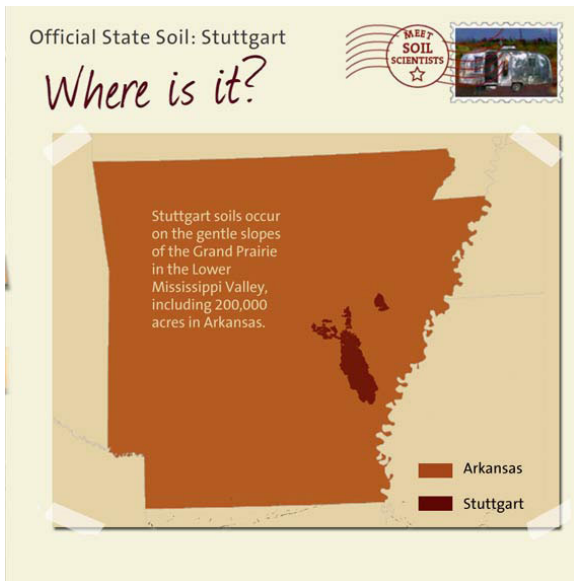 Official State Soil: Stuttgart
MEET
SOIL
SCIENTISTS
Where is it?
Stuttgart soils occur
on the gentle slopes
of the Grand Prairie
in the Lower
Mississippi Valley,
including 200,000
acres in Arkansas.
Arkansas
Stuttgart